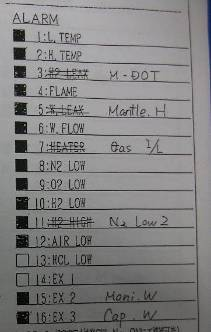 ALARM
1:L.TEMP
2:H.TEMP
3:H2 LEAK M-DOT
4:FLAME
5:W.LEAK Mantle.H
6:W.FLOW
7:HEATER Gas I/L
8:N2 LOW
9:O2 LOW
10:H2 LOW
11:H2 HIGH N2 Low 2
12:AIR LOW
13:HCL LOW
14:EX 1
15:EX 2 Mani.W
16:EX 3 Cap.W